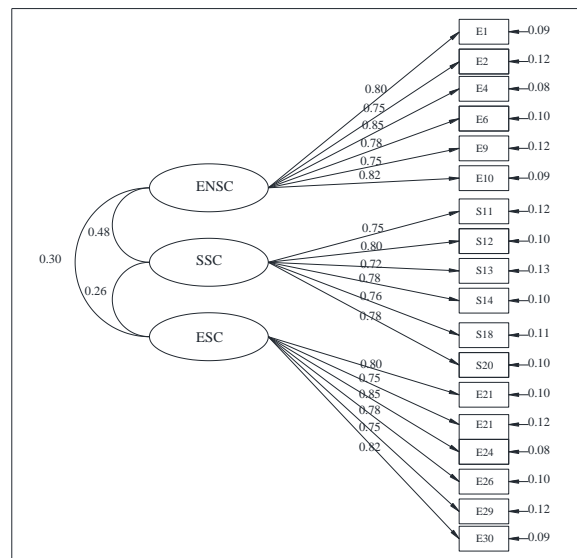 E1 0.09
0.80
E2 0.12
0.75
E4 0.08
0.85
E6 0.10
0.78
E9 0.12
0.75
E10 0.09
0.82
ENSC
S11 0.12
0.75
S12 0.10
0.80
S13 0.13
0.72
S14 0.10
0.78
S18 0.11
0.76
S20 0.10
0.78
SSC
0.48
0.30
0.26
ESC
E21 0.10
0.80
E21 0.12
0.75
E24 0.08
0.85
E26 0.10
0.78
E29 0.12
0.75
E30 0.09
0.82